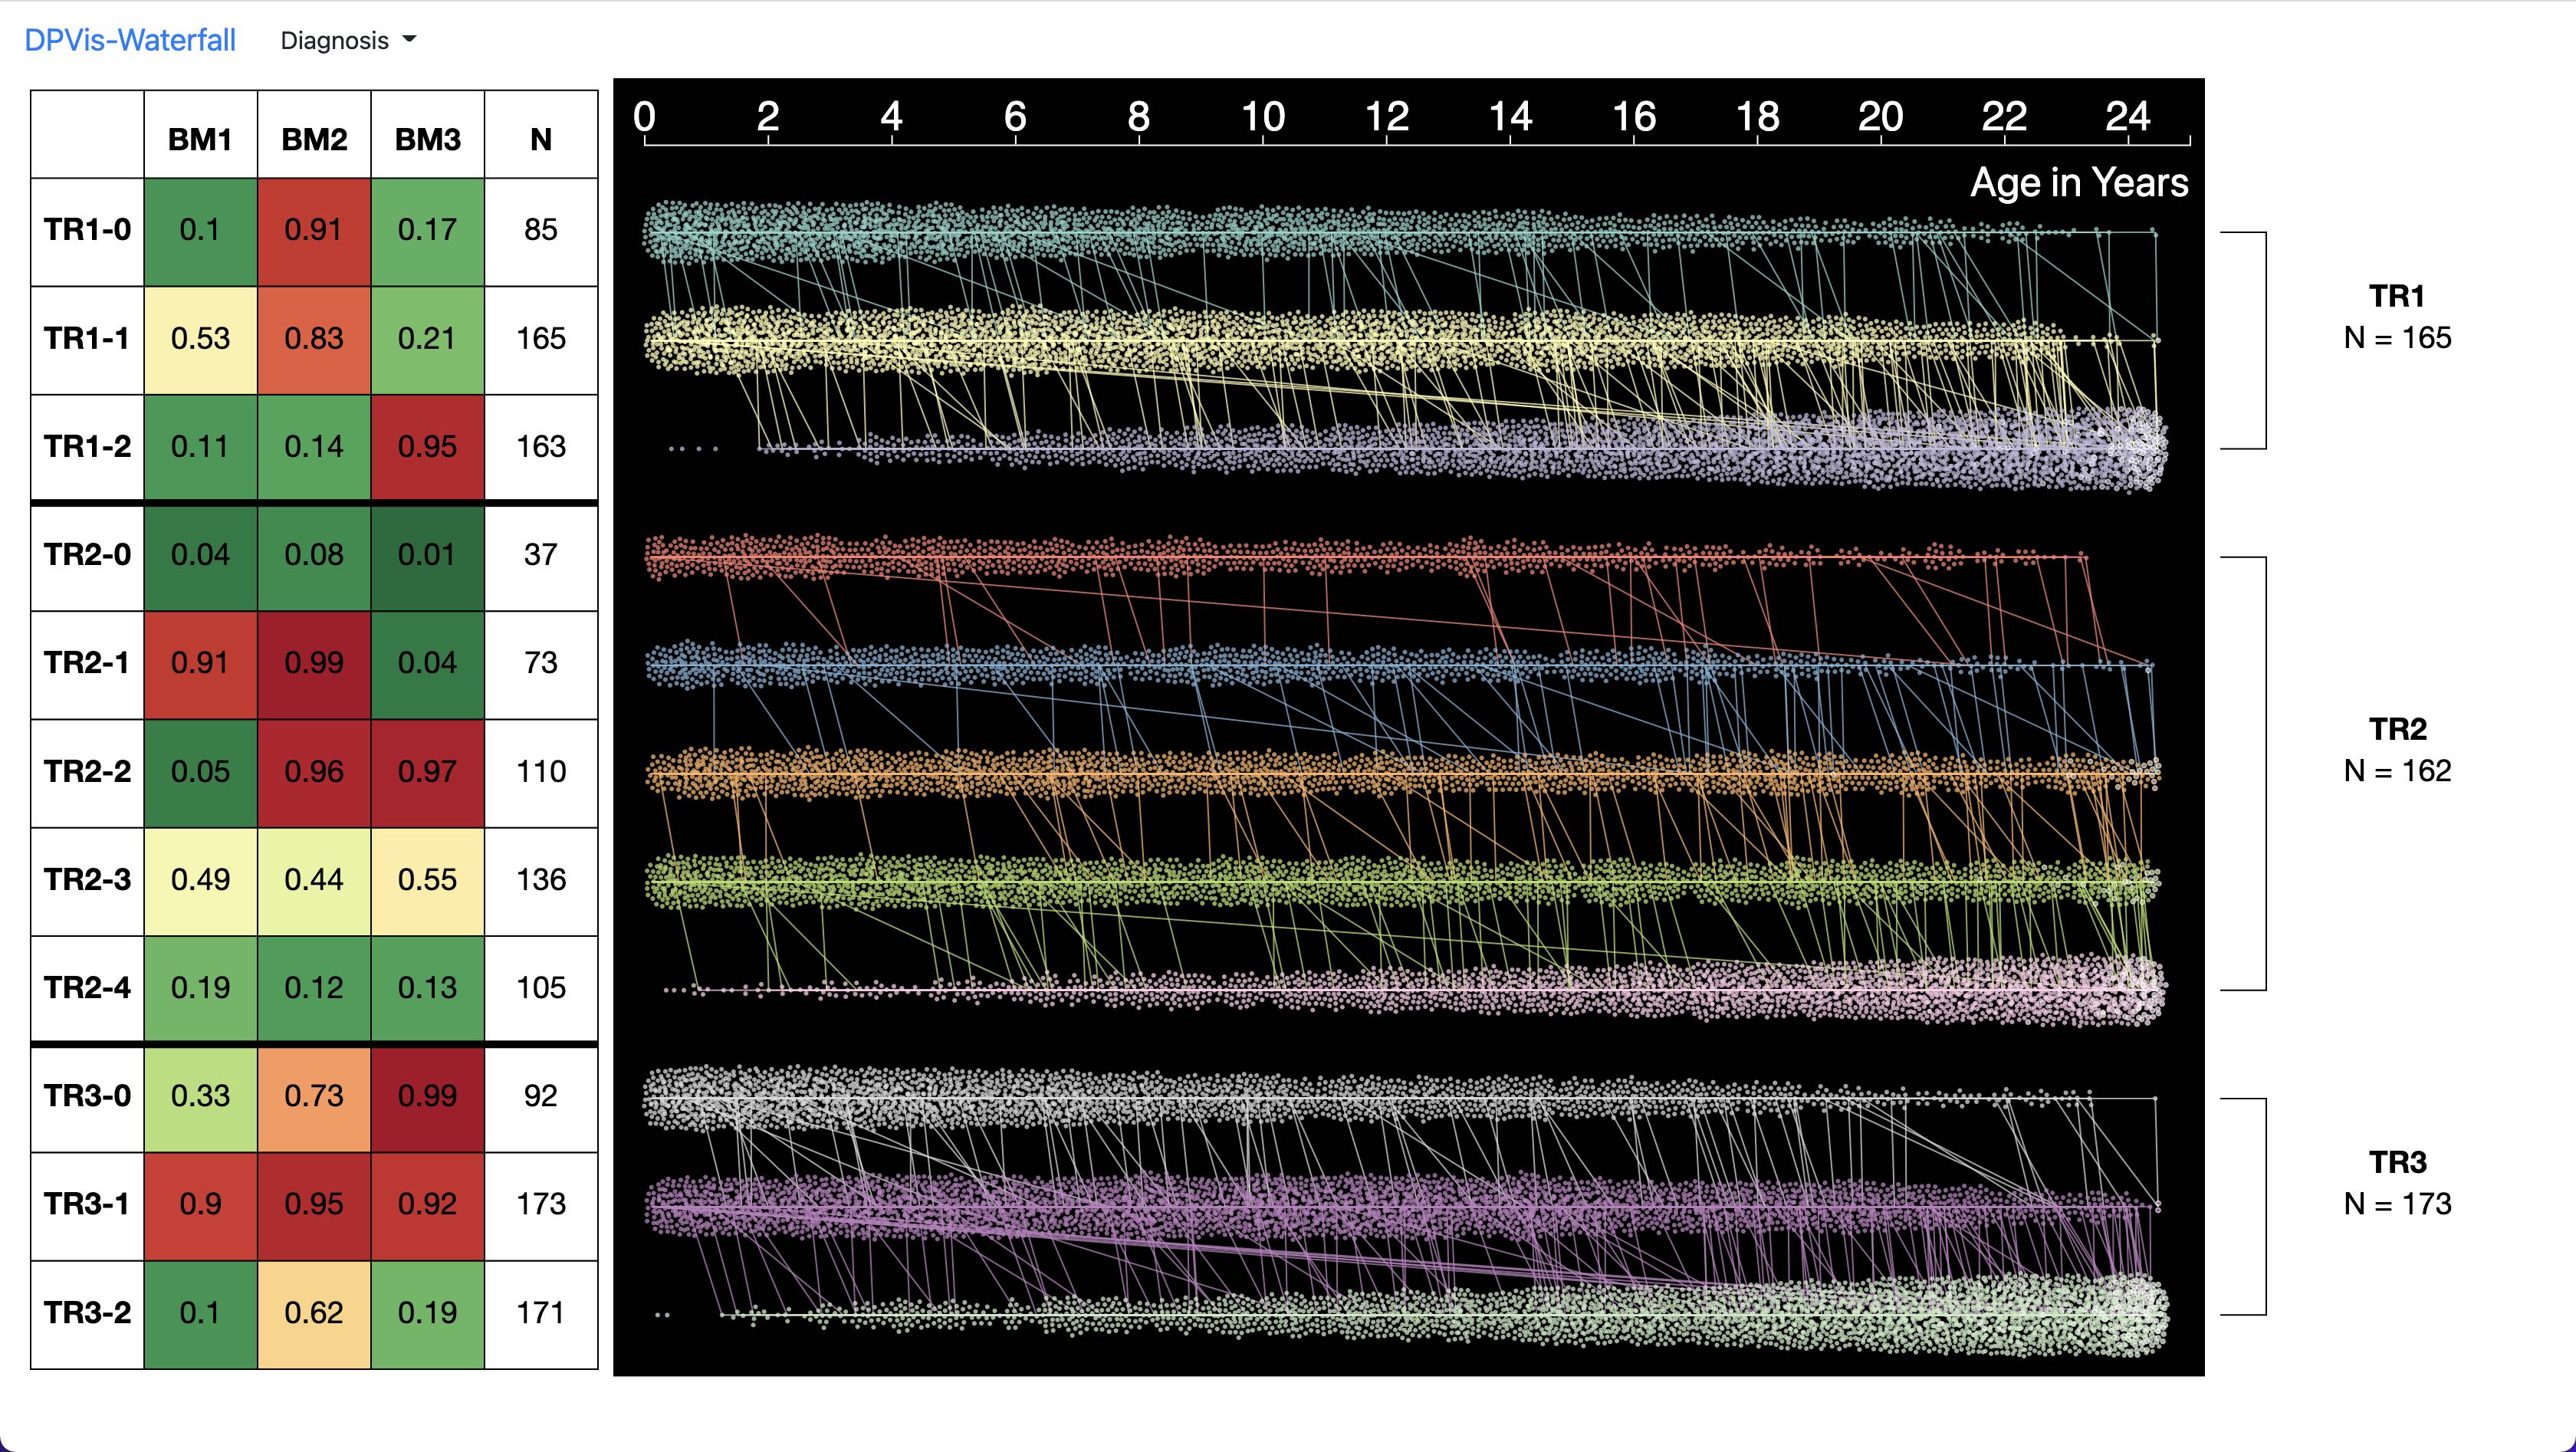 DPVis-Waterfall Diagnosis
BM1 BM2 BM3 N
TR1-0 0.1 0.91 0.17 85
TR1-1 0.53 0.83 0.21 165
TR1-2 0.11 0.14 0.95 163
TR2-0 0.04 0.08 0.01 37
TR2-1 0.91 0.99 0.04 73
TR2-2 0.05 0.96 0.97 110
TR2-3 0.49 0.44 0.55 136
TR2-4 0.19 0.12 0.13 105
TR3-0 0.33 0.73 0.99 92
TR3-1 0.9 0.95 0.92 173
TR3-2 0.1 0.62 0.19 171
0 2 4 6 8 10 12 14 16 18 20 22 24
Age in Years
TR1
N = 165
TR2
N = 162
TR3
N = 173